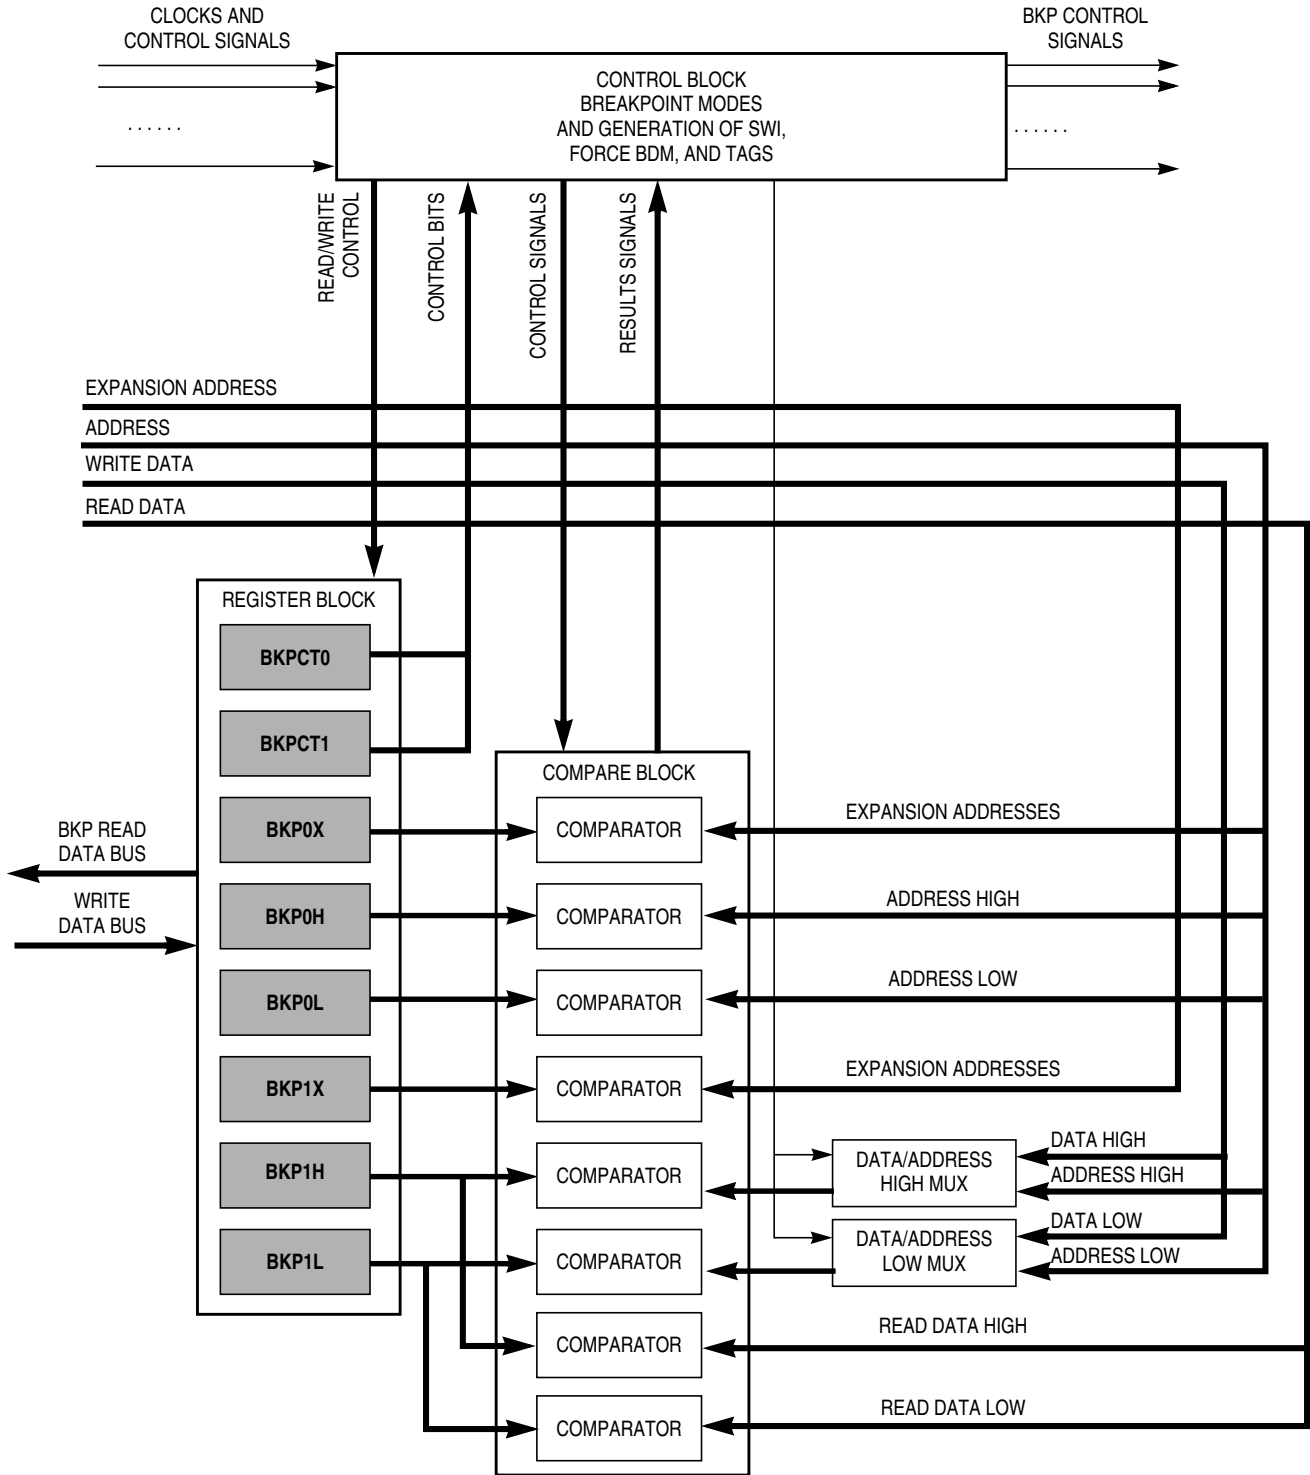 CLOCKS AND
CONTROL SIGNALS
BKP CONTROL
SIGNALS
. . . . . .
CONTROL BLOCK
BREAKPOINT MODES
AND GENERATION OF SWI,
FORCE BDM, AND TAGS
. . . . . .
READ/WRITE
CONTROL
CONTROL BITS
CONTROL SIGNALS
RESULTS SIGNALS
EXPANSION ADDRESS
ADDRESS
WRITE DATA
READ DATA
REGISTER BLOCK
BKPCT0
BKPCT1
BKP0X
BKP0H
BKP0L
BKP1X
BKP1H
BKP1L
BKP READ
DATA BUS
WRITE
DATA BUS
COMPARE BLOCK
COMPARATOR
COMPARATOR
COMPARATOR
COMPARATOR
COMPARATOR
COMPARATOR
COMPARATOR
COMPARATOR
EXPANSION ADDRESSES
ADDRESS HIGH
ADDRESS LOW
EXPANSION ADDRESSES
DATA/ADDRESS
HIGH MUX
DATA HIGH
ADDRESS HIGH
DATA/ADDRESS
LOW MUX
DATA LOW
ADDRESS LOW
READ DATA HIGH
READ DATA LOW